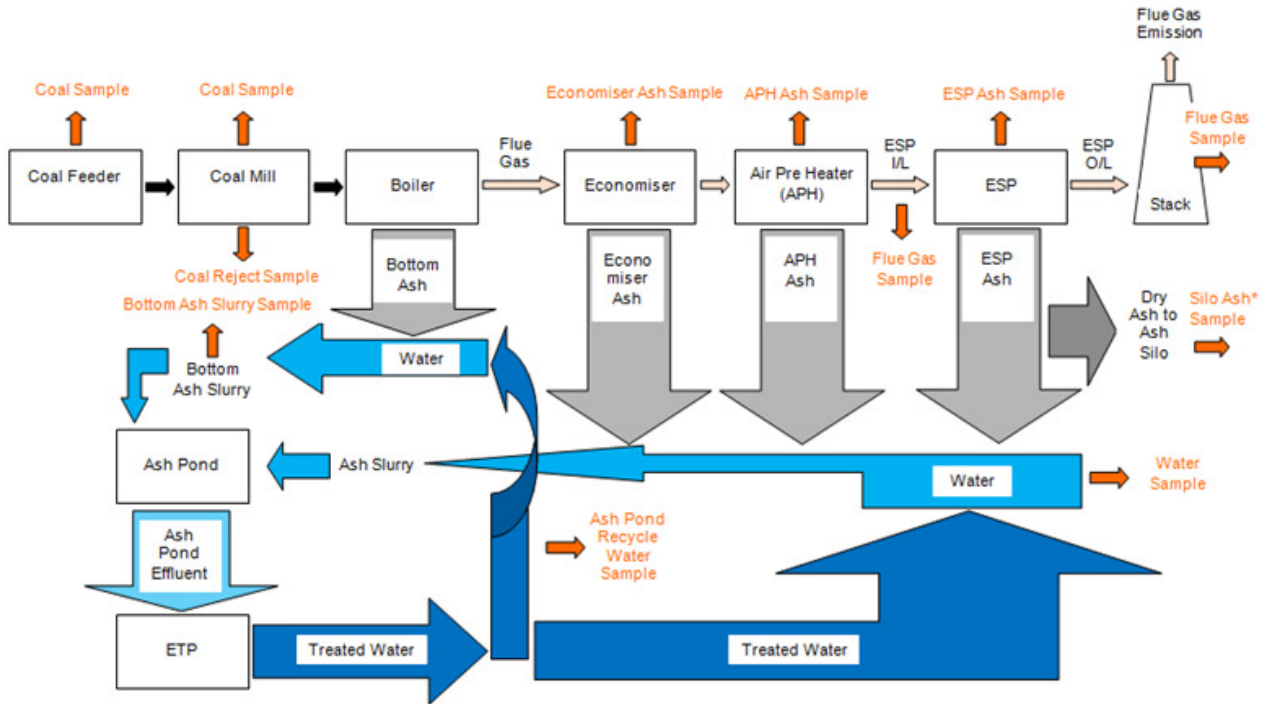 Flue Gas
Emission
Coal Sample
Coal Sample
Economiser Ash Sample
APH Ash Sample
ESP Ash Sample
Flue Gas
Sample
Coal Feeder
Coal Mill
Boiler
Flue
Gas
Economiser
Air Pre Heater
(APH)
ESP
I/L
ESP
ESP
O/L
Stack
Coal Reject Sample
Bottom Ash Slurry Sample
Bottom
Ash
Econo
miser
Ash
APH
Ash
Flue Gas
Sample
ESP
Ash
Dry
Ash to
Ash
Silo
Silo Ash*
Sample
Bottom
Ash Slurry
Water
Ash Pond
Ash Slurry
Water
Water
Sample
Ash
Pond
Effluent
Ash Pond
Recycle
Water
Sample
ETP
Treated Water
Treated Water